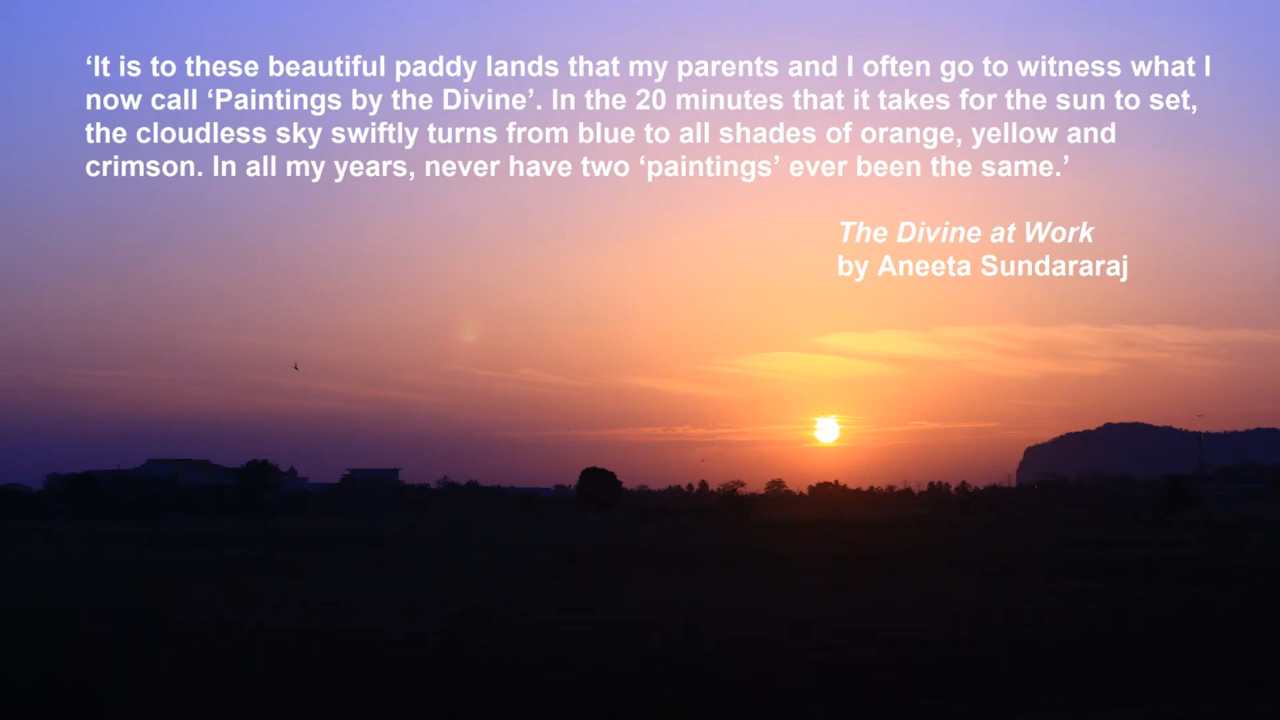 ‘It is to these beautiful paddy lands that my parents and I often go to witness what I
now call ‘Paintings by the Divine’. In the 20 minutes that it takes for the sun to set,
the cloudless sky swiftly turns from blue to all shades of orange, yellow and
crimson. In all my years, never have two ‘paintings’ ever been the same.’
The Divine at Work
by Aneeta Sundararaj